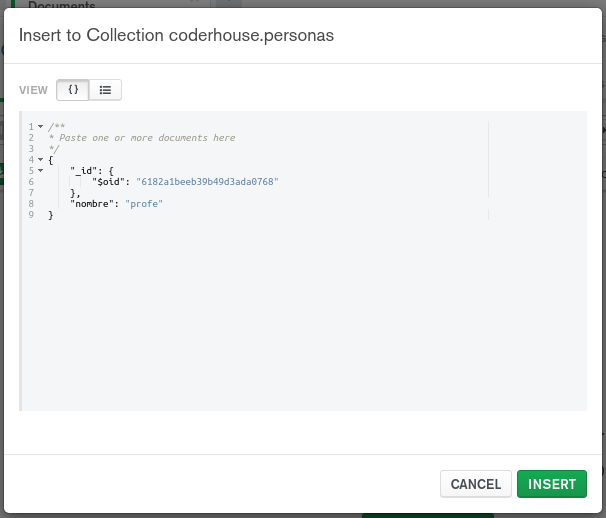 Documents
Insert to Collection coderhouse.personas
VIEW {}
1 /**
2 * Paste one or more documents here
3 */
4 {
5 "_id": {
6 "$oid": "6182a1beeb39b49d3ada0768"
7 },
8 "nombre": "profe"
9 }
CANCEL INSERT